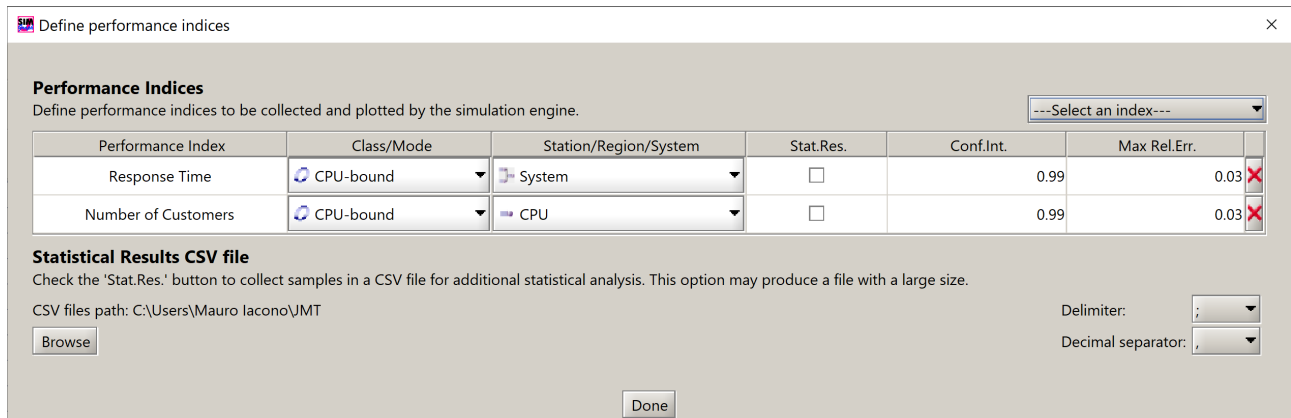 SIM Define performance indices ×
Performance Indices
Define performance indices to be collected and plotted by the simulation engine.
---Select an index---
Performance Index Class/Mode Station/Region/System Stat.Res. Conf.Int. Max Rel.Err.
Response Time CPU-bound System 0.99 0.03
Number of Customers CPU-bound CPU 0.99 0.03
Statistical Results CSV file
Check the 'Stat.Res.' button to collect samples in a CSV file for additional statistical analysis. This option may produce a file with a large size.
CSV files path: C:\Users\Mauro Iacono\JMT Delimiter: ;
Browse Decimal separator: ,
Done